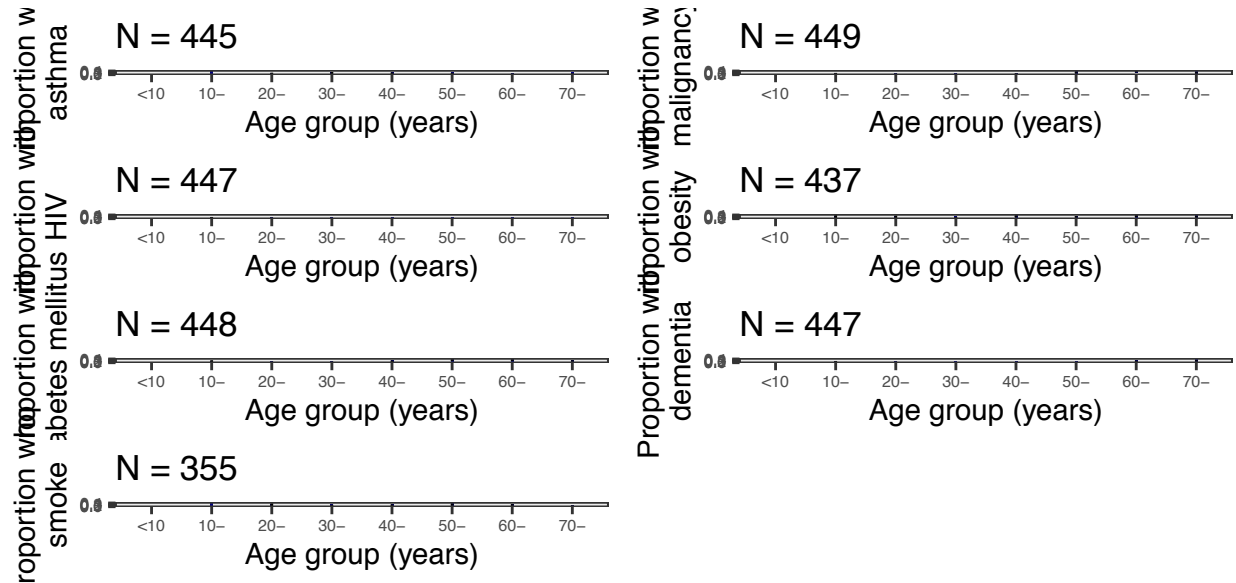 N = 445
asthma
<10 10– 20– 30– 40– 50– 60– 70–
Age group (years)
N = 447
HIV
<10 10– 20– 30– 40– 50– 60– 70–
Age group (years)
N = 448
mellitus
<10 10– 20– 30– 40– 50– 60– 70–
Age group (years)
N = 355
smoke
<10 10– 20– 30– 40– 50– 60– 70–
Age group (years)
N = 449
malignancy
<10 10– 20– 30– 40– 50– 60– 70–
Age group (years)
N = 437
obesity
<10 10– 20– 30– 40– 50– 60– 70–
Age group (years)
N = 447
Proportion
dementia
<10 10– 20– 30– 40– 50– 60– 70–
Age group (years)